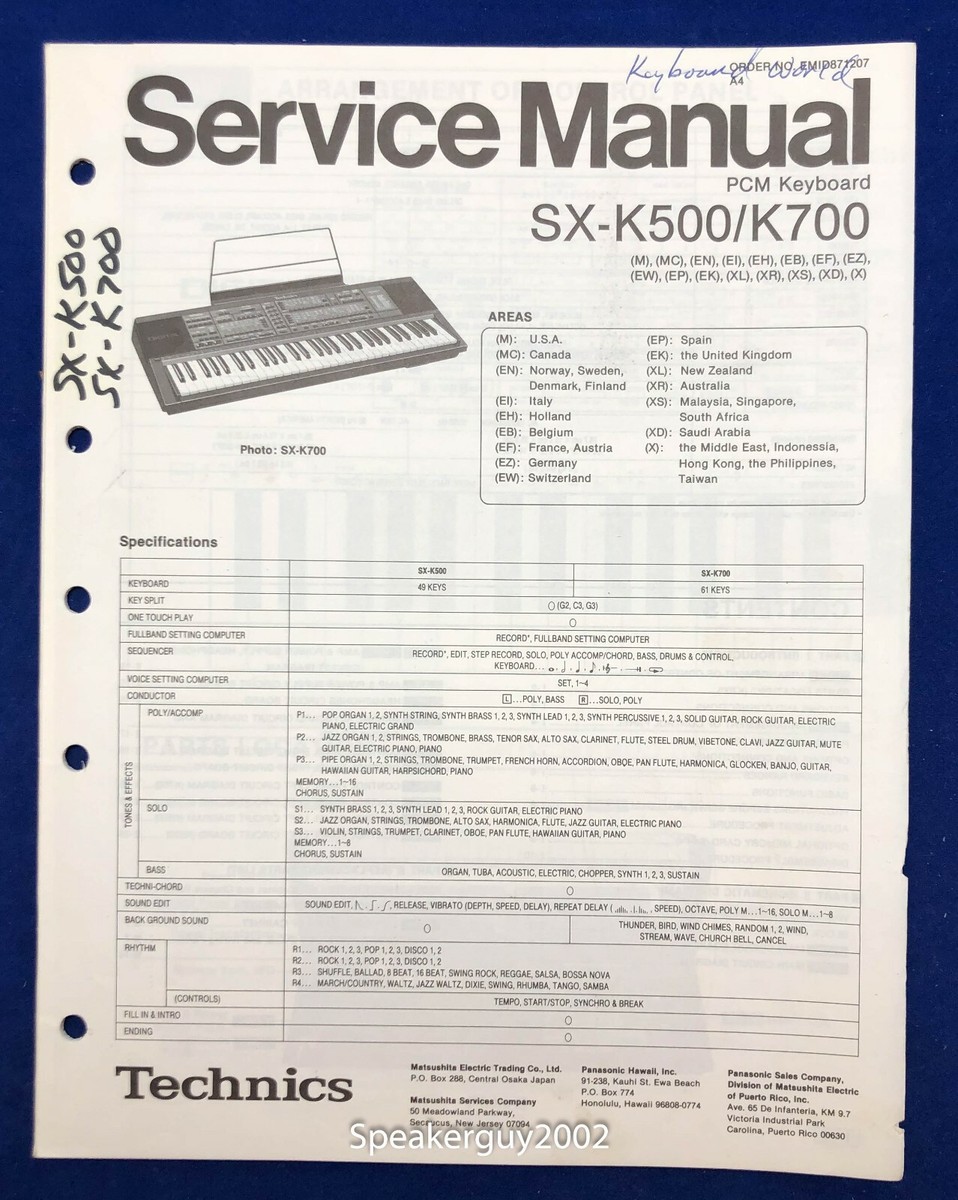 Keyboard World
ORDER NO. EMID871207
A4
Service Manual
PCM Keyboard
SX-K500/K700
(M), (MC), (EN), (EI), (EH), (EB), (EF), (EZ),
(EW), (EP), (EK), (XL), (XR), (XS), (XD), (X)
SX-K500
SX-K700
Photo: SX-K700
AREAS
(M): U.S.A.
(MC): Canada
(EN): Norway, Sweden,
Denmark, Finland
(EI): Italy
(EH): Holland
(EB): Belgium
(EF): France, Austria
(EZ): Germany
(EW): Switzerland
(EP): Spain
(EK): the United Kingdom
(XL): New Zealand
(XR): Australia
(XS): Malaysia, Singapore,
South Africa
(XD): Saudi Arabia
(X): the Middle East, Indonessia,
Hong Kong, the Philippines,
Taiwan
Specifications
SX-K500 SX-K700
KEYBOARD 49 KEYS 61 KEYS
KEY SPLIT O (G2, C3, G3)
ONE TOUCH PLAY O
FULLBAND SETTING COMPUTER RECORD*, FULLBAND SETTING COMPUTER
SEQUENCER RECORD*, EDIT, STEP RECORD, SOLO, POLY ACCOMP/CHORD, BASS, DRUMS & CONTROL,
KEYBOARD...
VOICE SETTING COMPUTER SET, 1~4
CONDUCTOR L...POLY, BASS R...SOLO, POLY
TONES & EFFECTS
POLY/ACCOMP P1... POP ORGAN 1, 2, SYNTH STRING, SYNTH BRASS 1, 2, 3, SYNTH LEAD 1, 2, 3, SYNTH PERCUSSIVE 1, 2, 3, SOLID GUITAR, ROCK GUITAR, ELECTRIC
PIANO, ELECTRIC GRAND
P2... JAZZ ORGAN 1, 2, STRINGS, TROMBONE, BRASS, TENOR SAX, ALTO SAX, CLARINET, FLUTE, STEEL DRUM, VIBETONE, CLAVI, JAZZ GUITAR, MUTE
GUITAR, ELECTRIC PIANO, PIANO
P3... PIPE ORGAN 1, 2, STRINGS, TROMBONE, TRUMPET, FRENCH HORN, ACCORDION, OBOE, PAN FLUTE, HARMONICA, GLOCKEN, BANJO, GUITAR,
HAWAIIAN GUITAR, HARPSICHORD, PIANO
MEMORY...1~16
CHORUS, SUSTAIN
SOLO S1... SYNTH BRASS 1, 2, 3, SYNTH LEAD 1, 2, 3, ROCK GUITAR, ELECTRIC PIANO
S2... JAZZ ORGAN, STRINGS, TROMBONE, ALTO SAX, HARMONICA, FLUTE, JAZZ GUITAR, ELECTRIC PIANO
S3... VIOLIN, STRINGS, TRUMPET, CLARINET, OBOE, PAN FLUTE, HAWAIIAN GUITAR, PIANO
MEMORY...1~8
CHORUS, SUSTAIN
BASS ORGAN, TUBA, ACOUSTIC, ELECTRIC, CHOPPER, SYNTH 1, 2, 3, SUSTAIN
TECHNI-CHORD O
SOUND EDIT SOUND EDIT, RELEASE, VIBRATO (DEPTH, SPEED, DELAY), REPEAT DELAY ( , SPEED), OCTAVE, POLY M...1~16, SOLO M...1~8
BACK GROUND SOUND O THUNDER, BIRD, WIND CHIMES, RANDOM 1, 2, WIND,
STREAM, WAVE, CHURCH BELL, CANCEL
RHYTHM R1... ROCK 1, 2, 3, POP 1, 2, 3, DISCO 1, 2
R2... ROCK 1, 2, 3, POP 1, 2, 3, DISCO 1, 2
R3... SHUFFLE, BALLAD, 8 BEAT, 16 BEAT, SWING ROCK, REGGAE, SALSA, BOSSA NOVA
R4... MARCH/COUNTRY, WALTZ, JAZZ WALTZ, DIXIE, SWING, RHUMBA, TANGO, SAMBA
(CONTROLS) TEMPO, START/STOP, SYNCHRO & BREAK
FILL IN & INTRO O
ENDING O
Technics
Matsushita Electric Trading Co., Ltd.
P.O. Box 288, Central Osaka Japan
Matsushita Services Company
50 Meadowland Parkway,
Secaucus, New Jersey 07094
Panasonic Hawaii, Inc.
91-238, Kauhi St. Ewa Beach
P.O. Box 774
Honolulu, Hawaii 96808-0774
Panasonic Sales Company,
Division of Matsushita Electric
of Puerto Rico, Inc.
Ave. 65 De Infanteria, KM 9.7
Victoria Industrial Park
Carolina, Puerto Rico 00630
Speakerguy2002